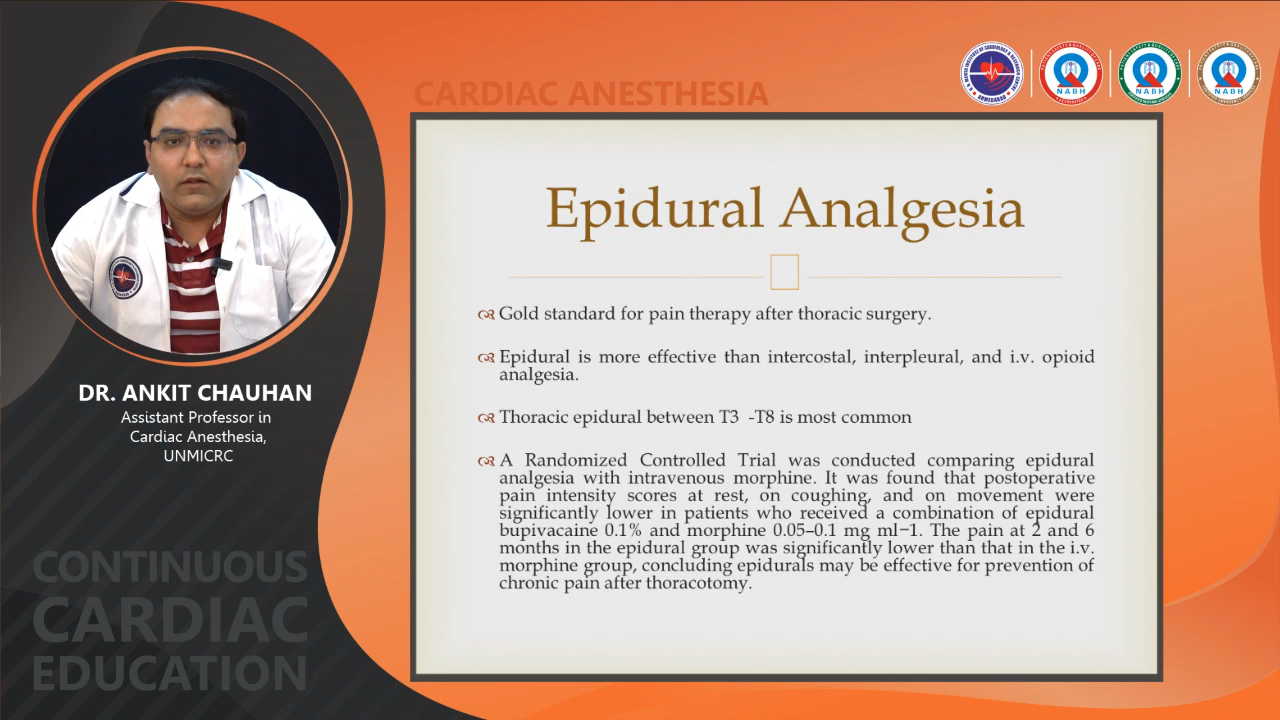 CARDIAC ANESTHESIA
NABH
NABH
NABH
Epidural Analgesia
Gold standard for pain therapy after thoracic surgery.
Epidural is more effective than intercostal, interpleural, and i.v. opioid
analgesia.
Thoracic epidural between T3  -T8 is most common
A Randomized Controlled Trial was conducted comparing epidural
analgesia with intravenous morphine. It was found that postoperative
pain intensity scores at rest, on coughing, and on movement were
significantly lower in patients who received a combination of epidural
bupivacaine 0.1% and morphine 0.05–0.1 mg ml−1. The pain at 2 and 6
months in the epidural group was significantly lower than that in the i.v.
morphine group, concluding epidurals may be effective for prevention of
chronic pain after thoracotomy.
DR. ANKIT CHAUHAN
Assistant Professor in
Cardiac Anesthesia,
UNMICRC
CONTINUOUS
CARDIAC
EDUCATION